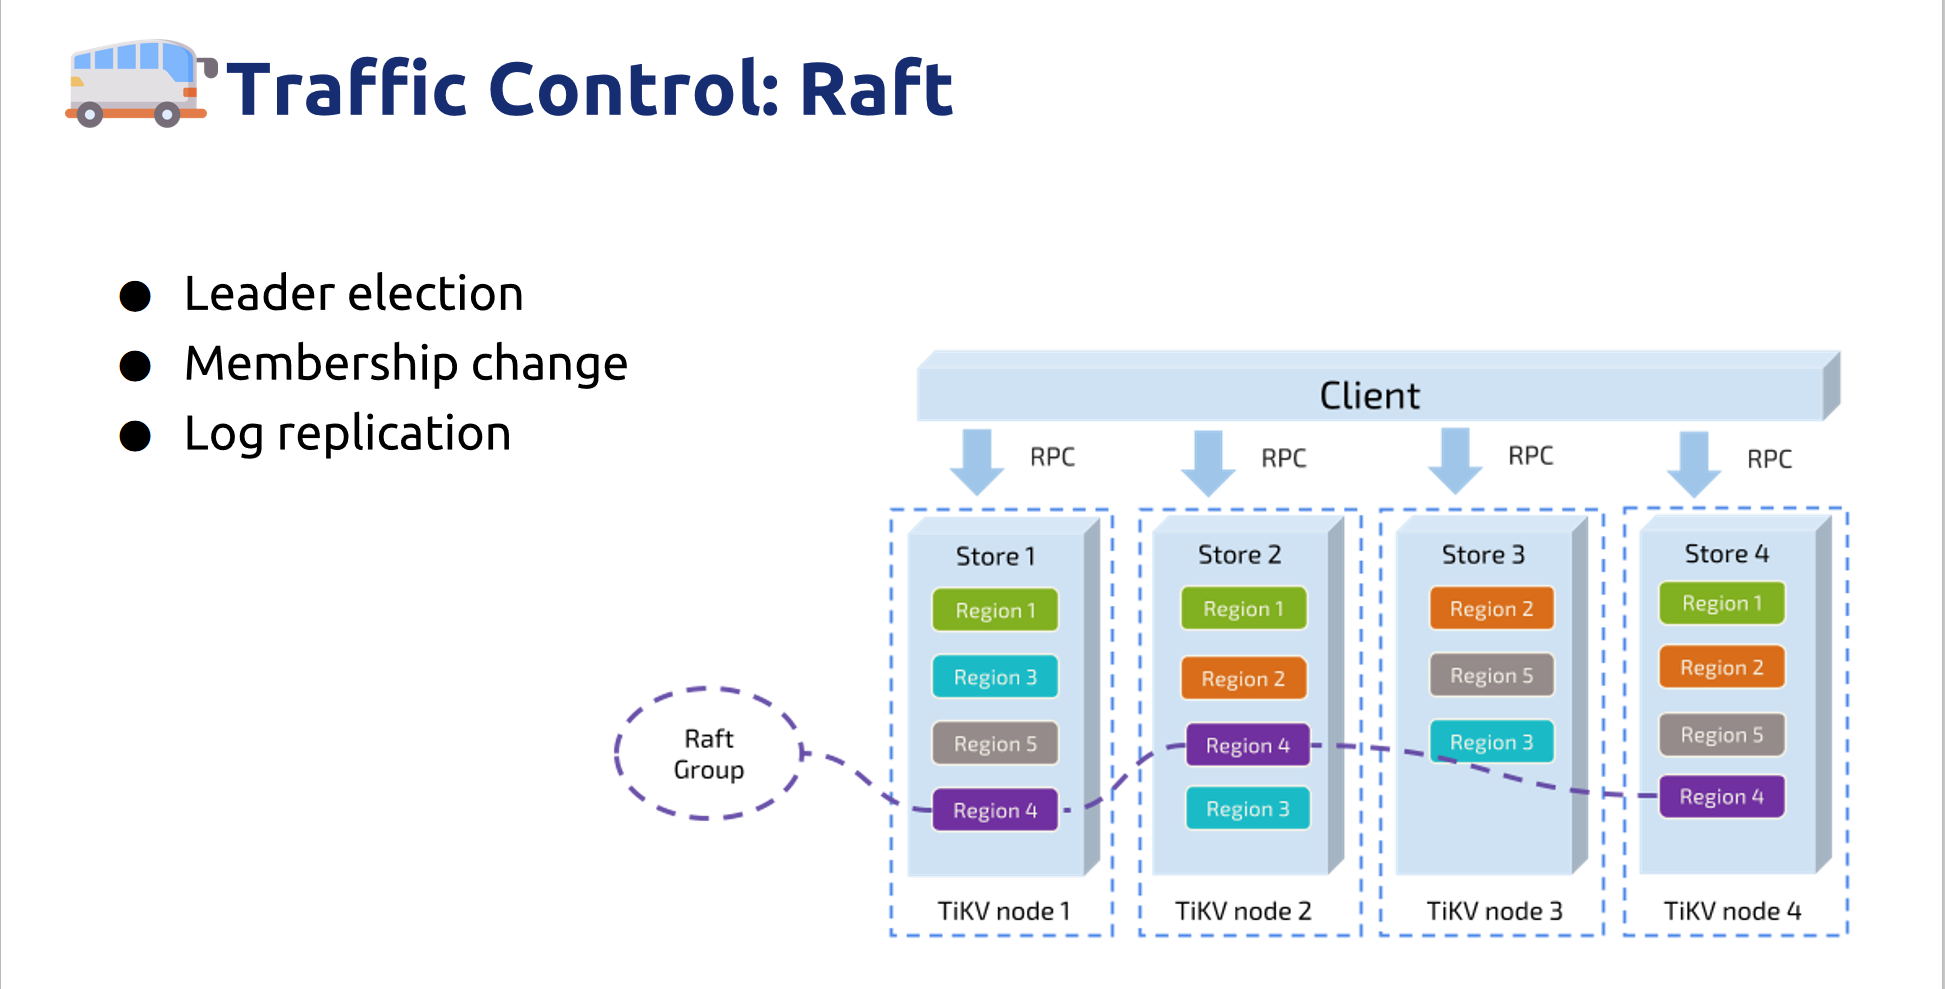 Traffic Control: Raft
● Leader election
● Membership change
● Log replication
Client
RPC
RPC
RPC
RPC
Store 1
Region 1
Region 3
Region 5
Region 4
TiKV node 1
Store 2
Region 1
Region 2
Region 4
Region 3
TiKV node 2
Store 3
Region 2
Region 5
Region 3
TiKV node 3
Store 4
Region 1
Region 2
Region 5
Region 4
TiKV node 4
Raft
Group